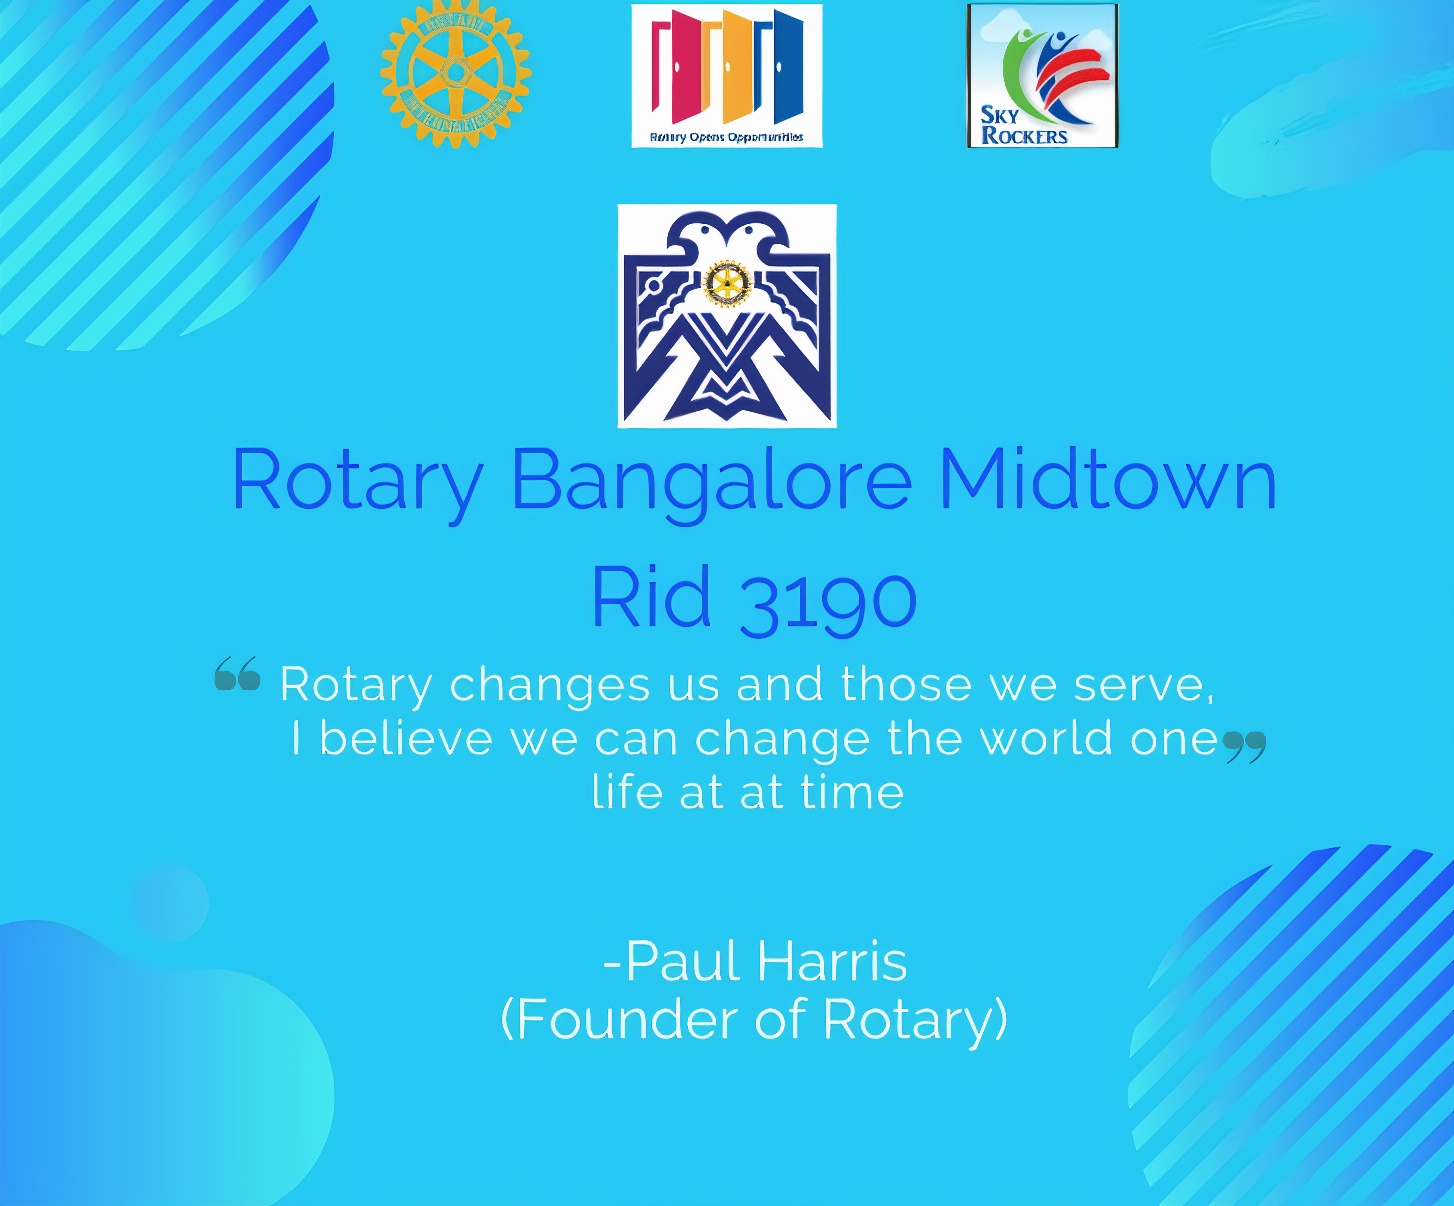 Rotary Opens Opportunities
SKY
ROCKERS
Rotary Bangalore Midtown
Rid 3190
“ Rotary changes us and those we serve,
I believe we can change the world one”
life at at time
-Paul Harris
(Founder of Rotary)